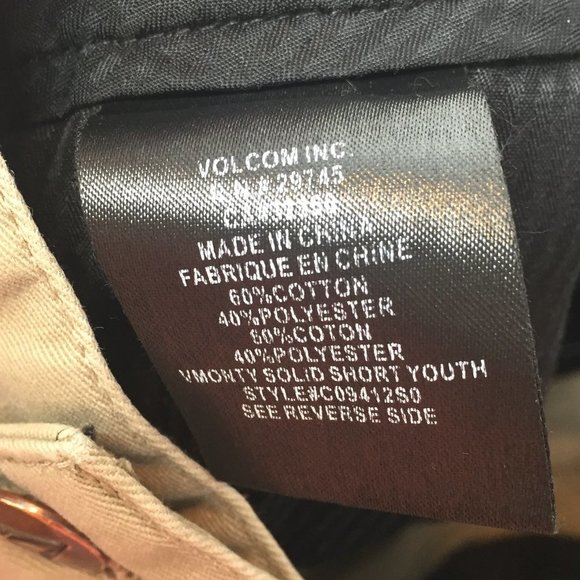 VOLCOM INC.
R.N.# 29745
MADE IN CHINA
FABRIQUE EN CHINE
60%COTTON
40%POLYESTER
60%COTON
40%POLYESTER
VMONTY SOLID SHORT YOUTH
STYLE#C09412S0
SEE REVERSE SIDE